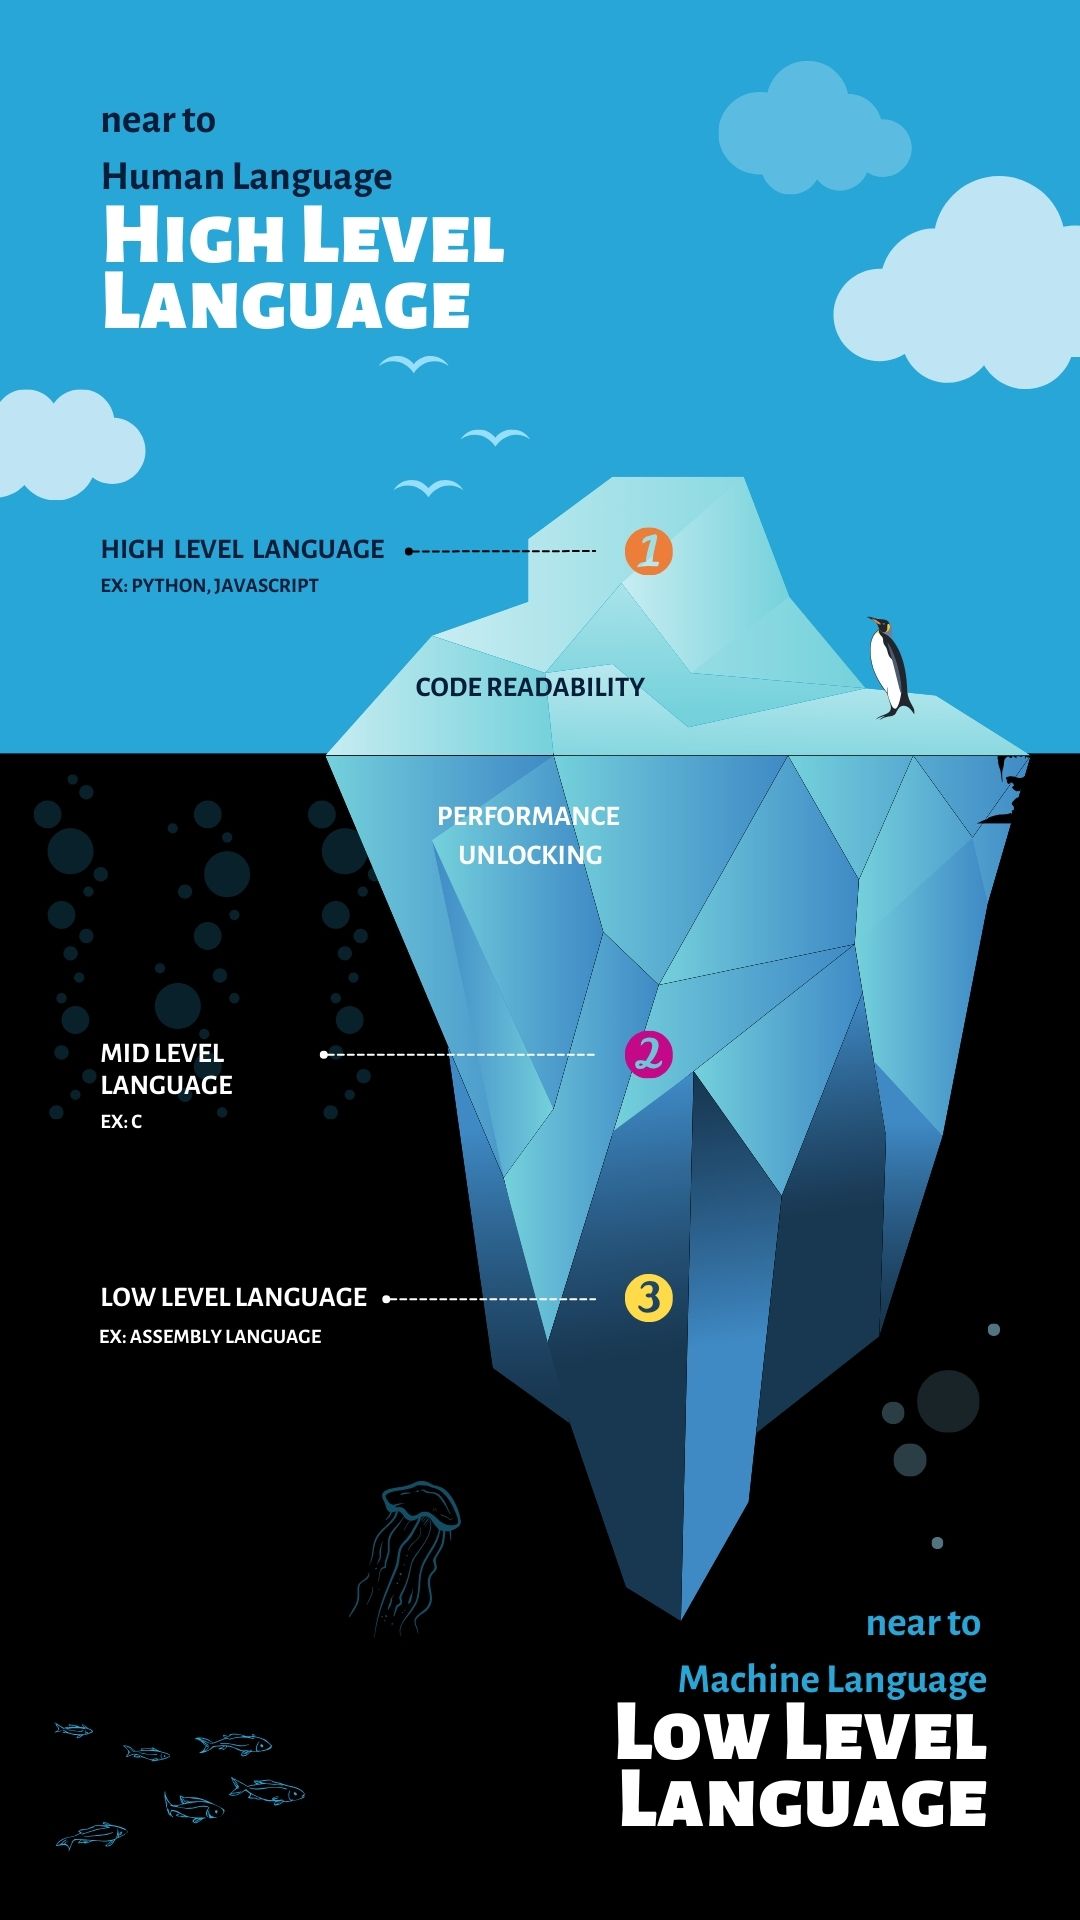 near to
Human Language
HIGH LEVEL
LANGUAGE
HIGH LEVEL LANGUAGE
EX: PYTHON, JAVASCRIPT
1
CODE READABILITY
PERFORMANCE
UNLOCKING
MID LEVEL
LANGUAGE
EX: C
2
LOW LEVEL LANGUAGE
EX: ASSEMBLY LANGUAGE
3
near to
Machine Language
LOW LEVEL
LANGUAGE